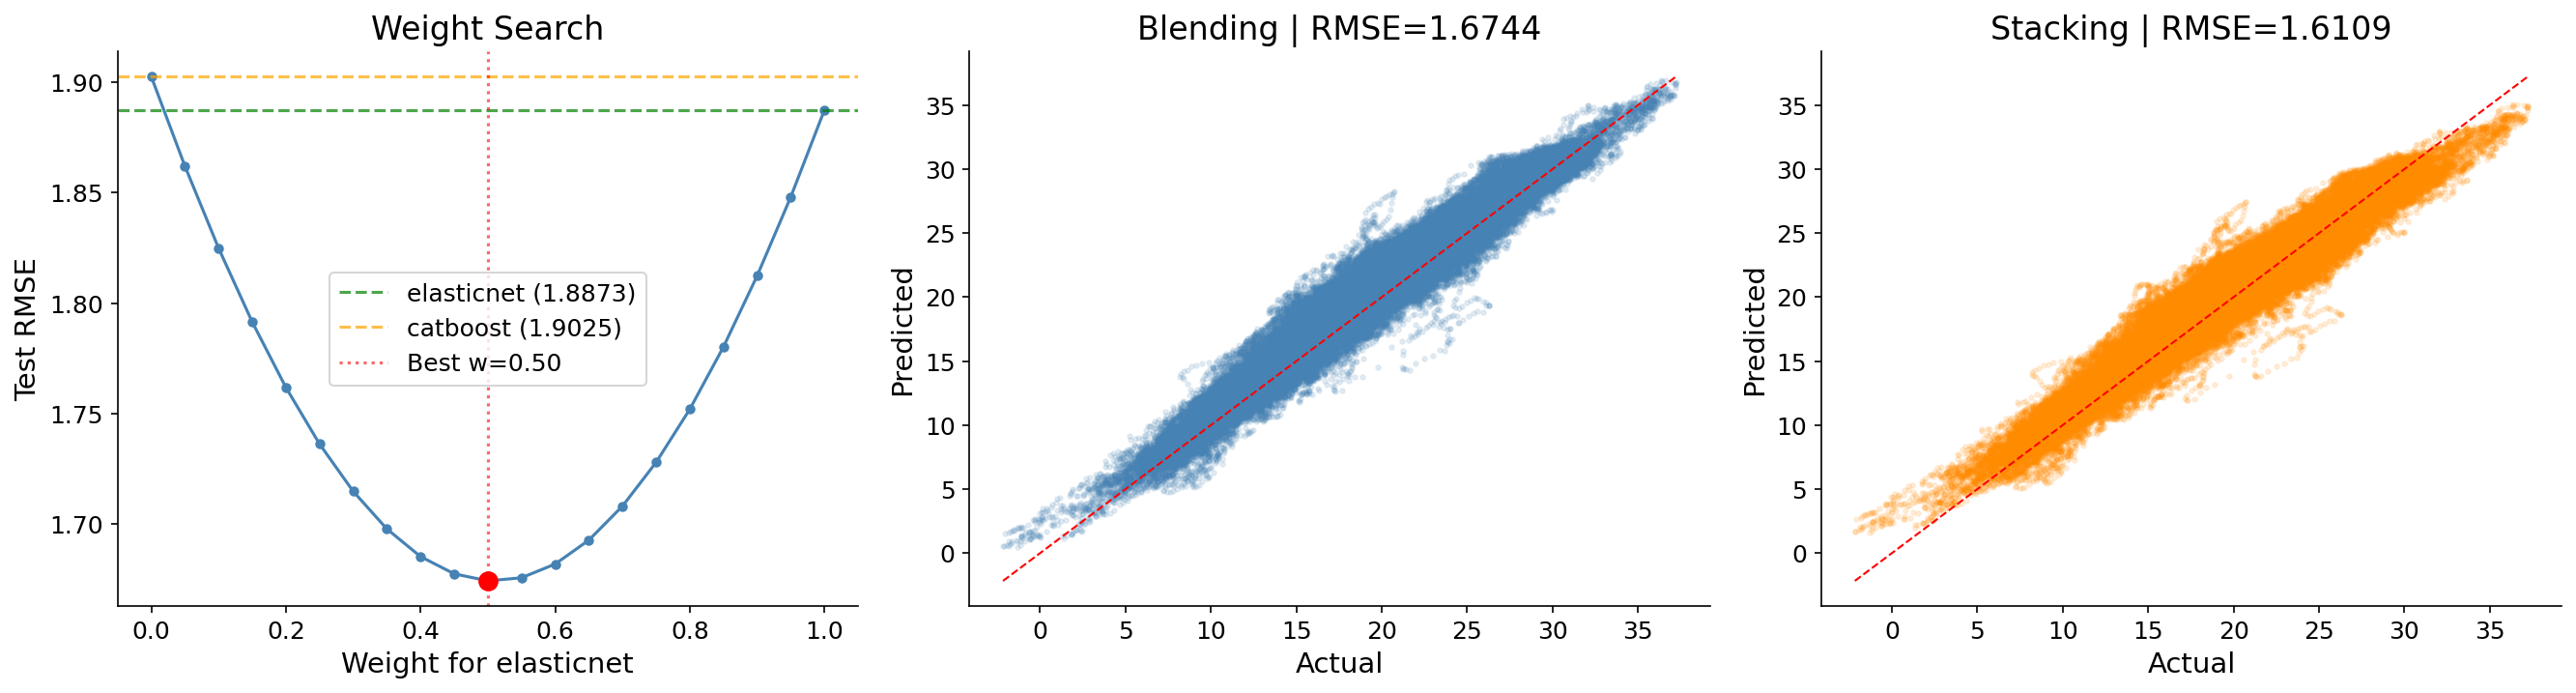 Weight Search
Test RMSE
1.90
1.85
1.80
1.75
1.70
elasticnet (1.8873)
catboost (1.9025)
Best w=0.50
0.0 0.2 0.4 0.6 0.8 1.0
Weight for elasticnet
Blending | RMSE=1.6744
Predicted
35
30
25
20
15
10
5
0
0 5 10 15 20 25 30 35
Actual
Stacking | RMSE=1.6109
Predicted
35
30
25
20
15
10
5
0
0 5 10 15 20 25 30 35
Actual